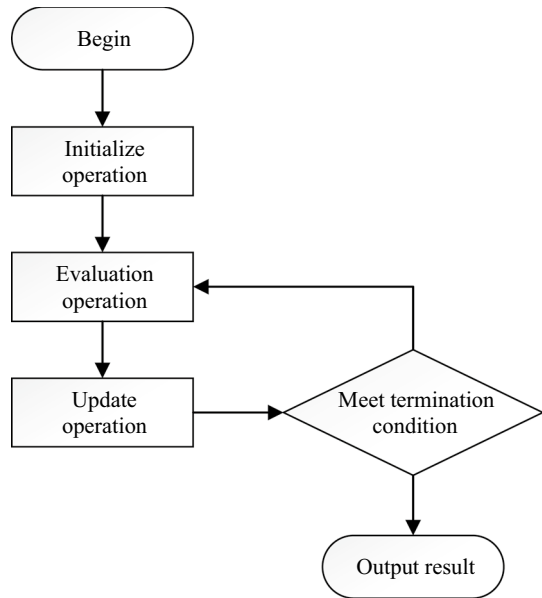 Begin
Initialize
operation
Evaluation
operation
Update
operation
Meet termination
condition
Output result